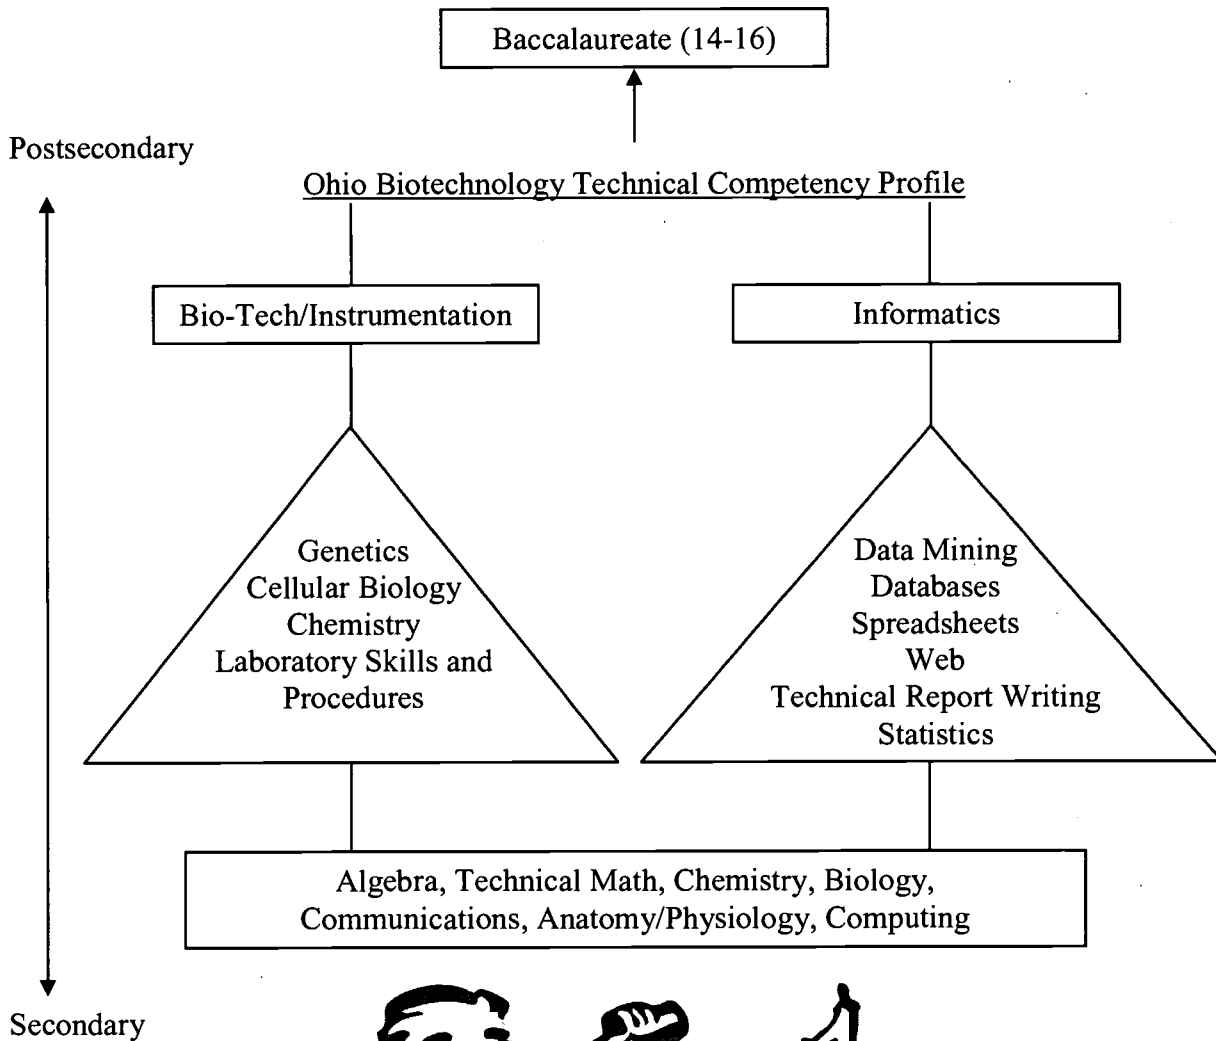 Baccalaureate (14-16)
Postsecondary
Ohio Biotechnology Technical Competency Profile
Bio-Tech/Instrumentation
Informatics
Genetics
Cellular Biology
Chemistry
Laboratory Skills and
Procedures
Data Mining
Databases
Spreadsheets
Web
Technical Report Writing
Statistics
Algebra, Technical Math, Chemistry, Biology,
Communications, Anatomy/Physiology, Computing
Secondary